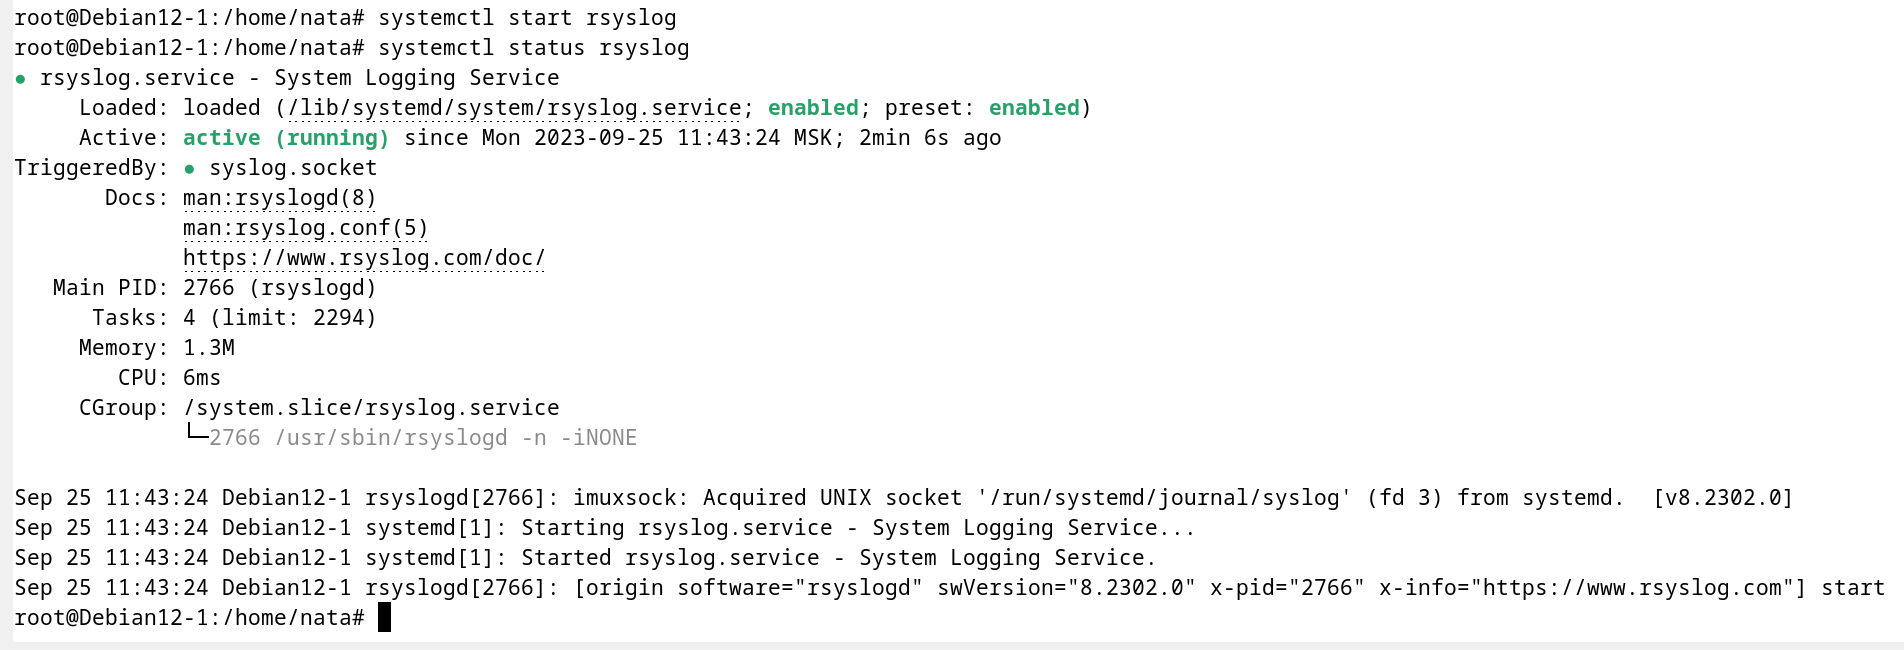 root@Debian12-1:/home/nata# systemctl start rsyslog
root@Debian12-1:/home/nata# systemctl status rsyslog
● rsyslog.service - System Logging Service
     Loaded: loaded (/lib/systemd/system/rsyslog.service; enabled; preset: enabled)
     Active: active (running) since Mon 2023-09-25 11:43:24 MSK; 2min 6s ago
TriggeredBy: ● syslog.socket
       Docs: man:rsyslogd(8)
             man:rsyslog.conf(5)
             https://www.rsyslog.com/doc/
   Main PID: 2766 (rsyslogd)
      Tasks: 4 (limit: 2294)
     Memory: 1.3M
        CPU: 6ms
     CGroup: /system.slice/rsyslog.service
             └─2766 /usr/sbin/rsyslogd -n -iNONE

Sep 25 11:43:24 Debian12-1 rsyslogd[2766]: imuxsock: Acquired UNIX socket '/run/systemd/journal/syslog' (fd 3) from systemd.  [v8.2302.0]
Sep 25 11:43:24 Debian12-1 systemd[1]: Starting rsyslog.service - System Logging Service...
Sep 25 11:43:24 Debian12-1 systemd[1]: Started rsyslog.service - System Logging Service.
Sep 25 11:43:24 Debian12-1 rsyslogd[2766]: [origin software="rsyslogd" swVersion="8.2302.0" x-pid="2766" x-info="https://www.rsyslog.com"] start
root@Debian12-1:/home/nata#